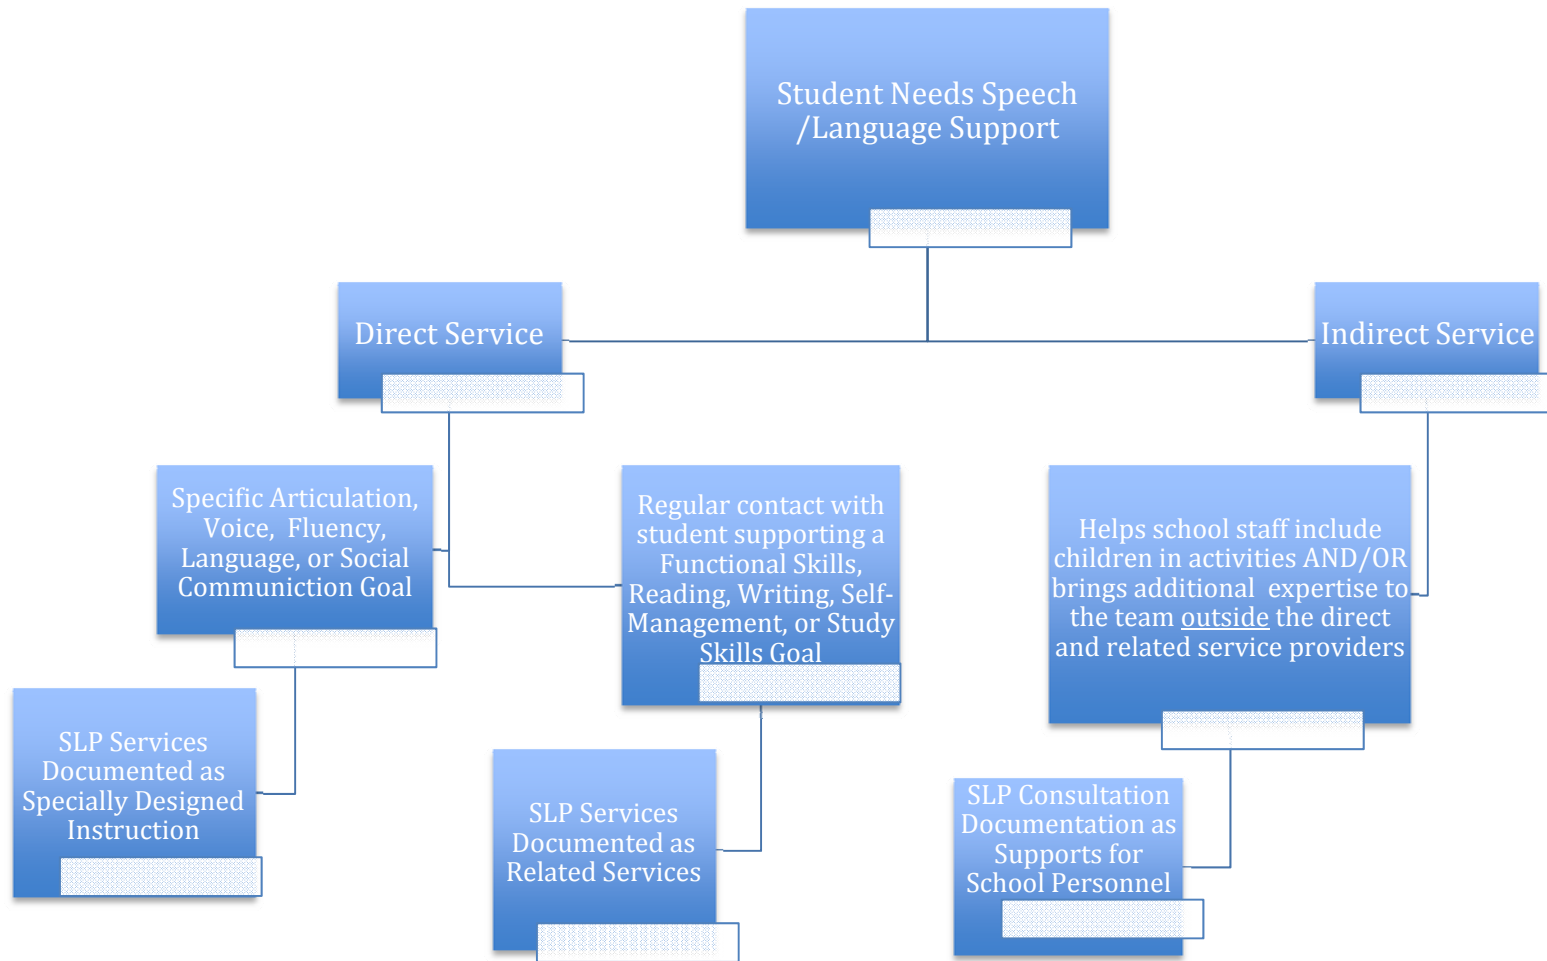 Student Needs Speech
/Language Support
Direct Service
Indirect Service
Specific Articulation,
Voice, Fluency,
Language, or Social
Communiction Goal
Regular contact with
student supporting a
Functional Skills,
Reading, Writing, Self-
Management, or Study
Skills Goal
Helps school staff include
children in activities AND/OR
brings additional expertise to
the team outside the direct
and related service providers
SLP Services
Documented as
Specially Designed
Instruction
SLP Services
Documented as
Related Services
SLP Consultation
Documentation as
Supports for
School Personnel